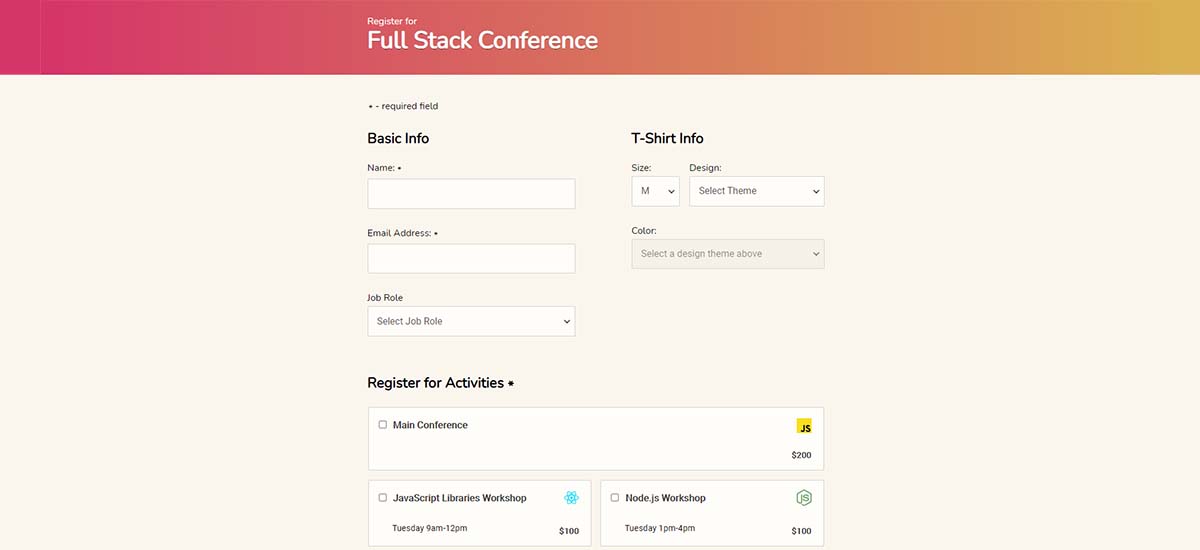 Register for
Full Stack Conference
* - required field
Basic Info
Name: *
Email Address: *
Job Role
Select Job Role
T-Shirt Info
Size:
Design:
M
Select Theme
Color:
Select a design theme above
Register for Activities *
Main Conference
JS
$200
JavaScript Libraries Workshop
Tuesday 9am-12pm
$100
Node.js Workshop
JS
Tuesday 1pm-4pm
$100